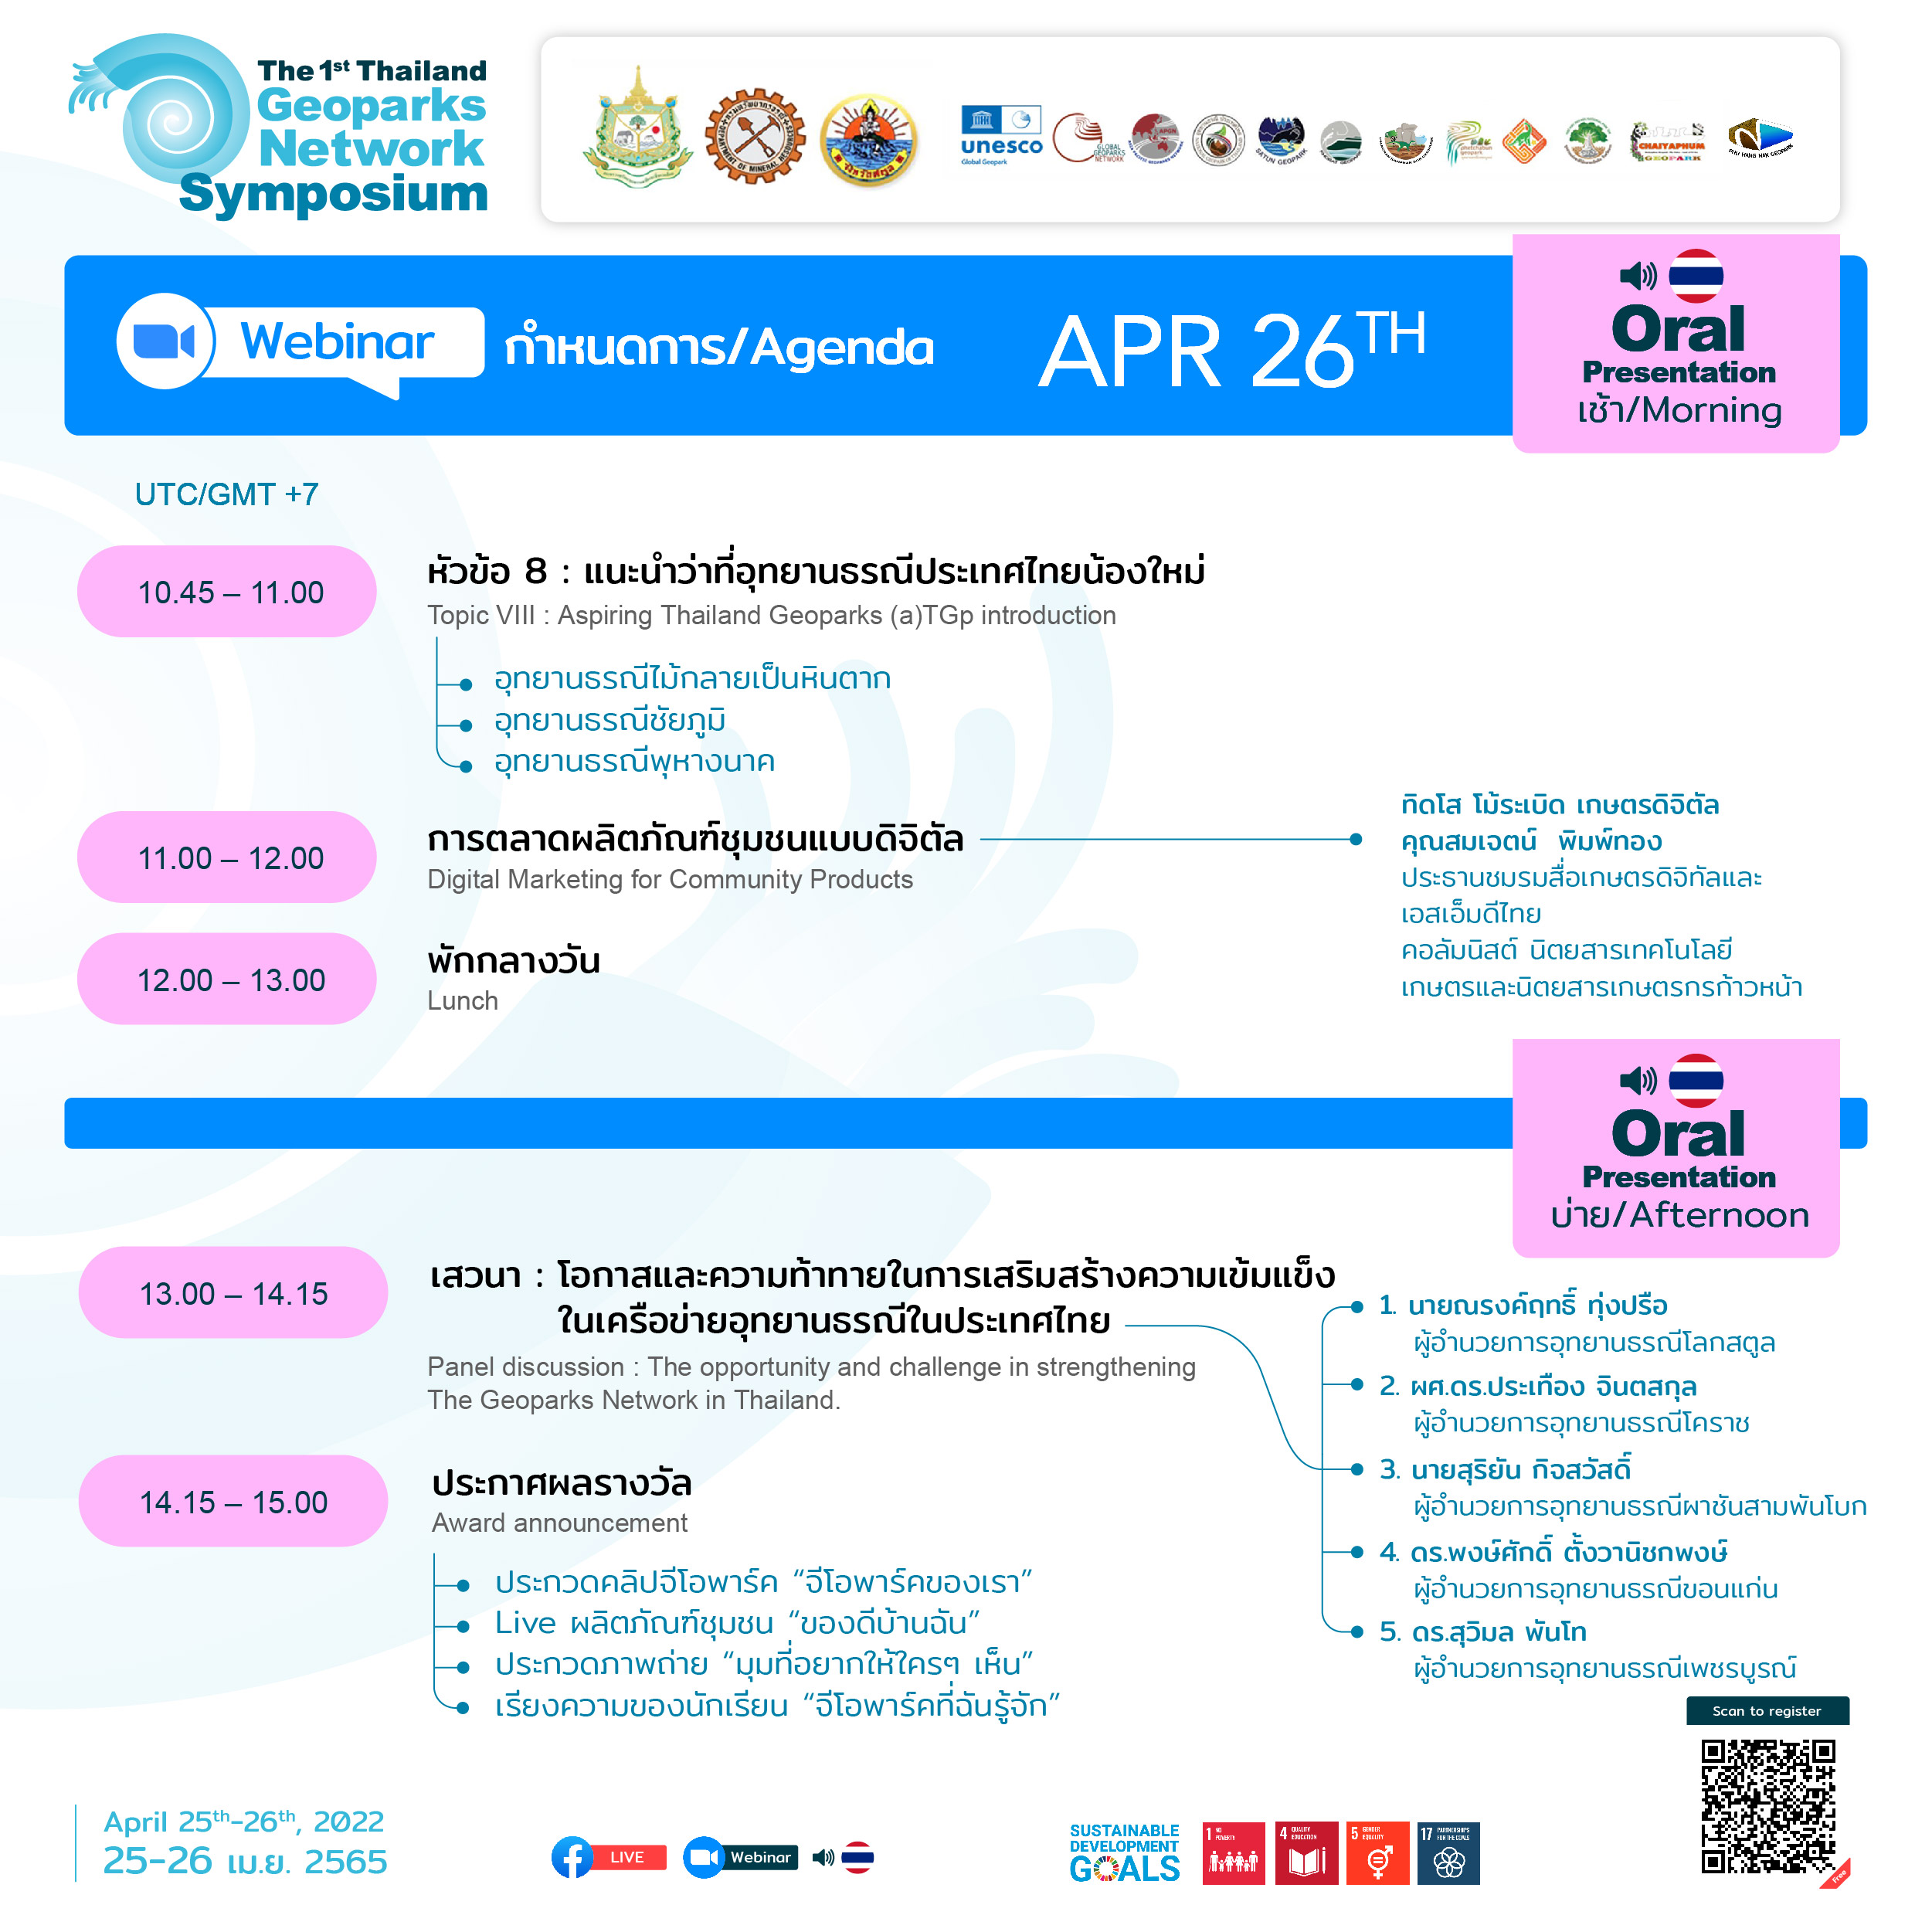 The 1st Thailand
Geoparks
Network
Symposium
DEPARTMENT OF MINERAL RESOURCES
จังหวัดสตูล
unesco
Global Geopark
GLOBAL
GEOPARKS
NETWORK
SATUN GEOPARK
CHAIYAPHUM
GEOPARK
PHU HANG NAK GEOPARK
Webinar
กำหนดการ/Agenda
APR 26TH
Oral
Presentation
เช้า/Morning
UTC/GMT +7
10.45 – 11.00
หัวข้อ 8 : แนะนำว่าที่อุทยานธรณีประเทศไทยน้องใหม่
Topic VIII : Aspiring Thailand Geoparks (a)TGp introduction
อุทยานธรณีไม้กลายเป็นหินตาก
อุทยานธรณีชัยภูมิ
อุทยานธรณีพุหางนาค
11.00 – 12.00
การตลาดผลิตภัณฑ์ชุมชนแบบดิจิตัล
Digital Marketing for Community Products
ทิดโส โม้ระเบิด เกษตรดิจิตัล
คุณสมเจตน์ พิมพ์ทอง
ประธานชมรมสื่อเกษตรดิจิทัลและ
เอสเอ็มดีไทย
คอลัมนิสต์ นิตยสารเทคโนโลยี
เกษตรและนิตยสารเกษตรกรก้าวหน้า
12.00 – 13.00
พักกลางวัน
Lunch
Oral
Presentation
บ่าย/Afternoon
13.00 – 14.15
เสวนา : โอกาสและความท้าทายในการเสริมสร้างความเข้มแข็ง
ในเครือข่ายอุทยานธรณีในประเทศไทย
Panel discussion : The opportunity and challenge in strengthening
The Geoparks Network in Thailand.
1. นายณรงค์ฤทธิ์ ทุ่งปรือ
ผู้อำนวยการอุทยานธรณีโลกสตูล
2. ผศ.ดร.ประเทือง จินตสกุล
ผู้อำนวยการอุทยานธรณีโคราช
3. นายสุริยัน กิจสวัสดิ์
ผู้อำนวยการอุทยานธรณีผาชันสามพันโบก
4. ดร.พงษ์ศักดิ์ ตั้งวานิชกพงษ์
ผู้อำนวยการอุทยานธรณีขอนแก่น
5. ดร.สุวิมล พันโท
ผู้อำนวยการอุทยานธรณีเพชรบูรณ์
14.15 – 15.00
ประกาศผลรางวัล
Award announcement
ประกวดคลิปจีโอพาร์ค “จีโอพาร์คของเรา”
Live ผลิตภัณฑ์ชุมชน “ของดีบ้านฉัน”
ประกวดภาพถ่าย “มุมที่อยากให้ใครๆ เห็น”
เรียงความของนักเรียน “จีโอพาร์คที่ฉันรู้จัก”
Scan to register
Free
April 25th-26th, 2022
25-26 เม.ย. 2565
LIVE
Webinar
SUSTAINABLE
DEVELOPMENT
GOALS
1 NO POVERTY
4 QUALITY EDUCATION
5 GENDER EQUALITY
17 PARTNERSHIPS FOR THE GOALS